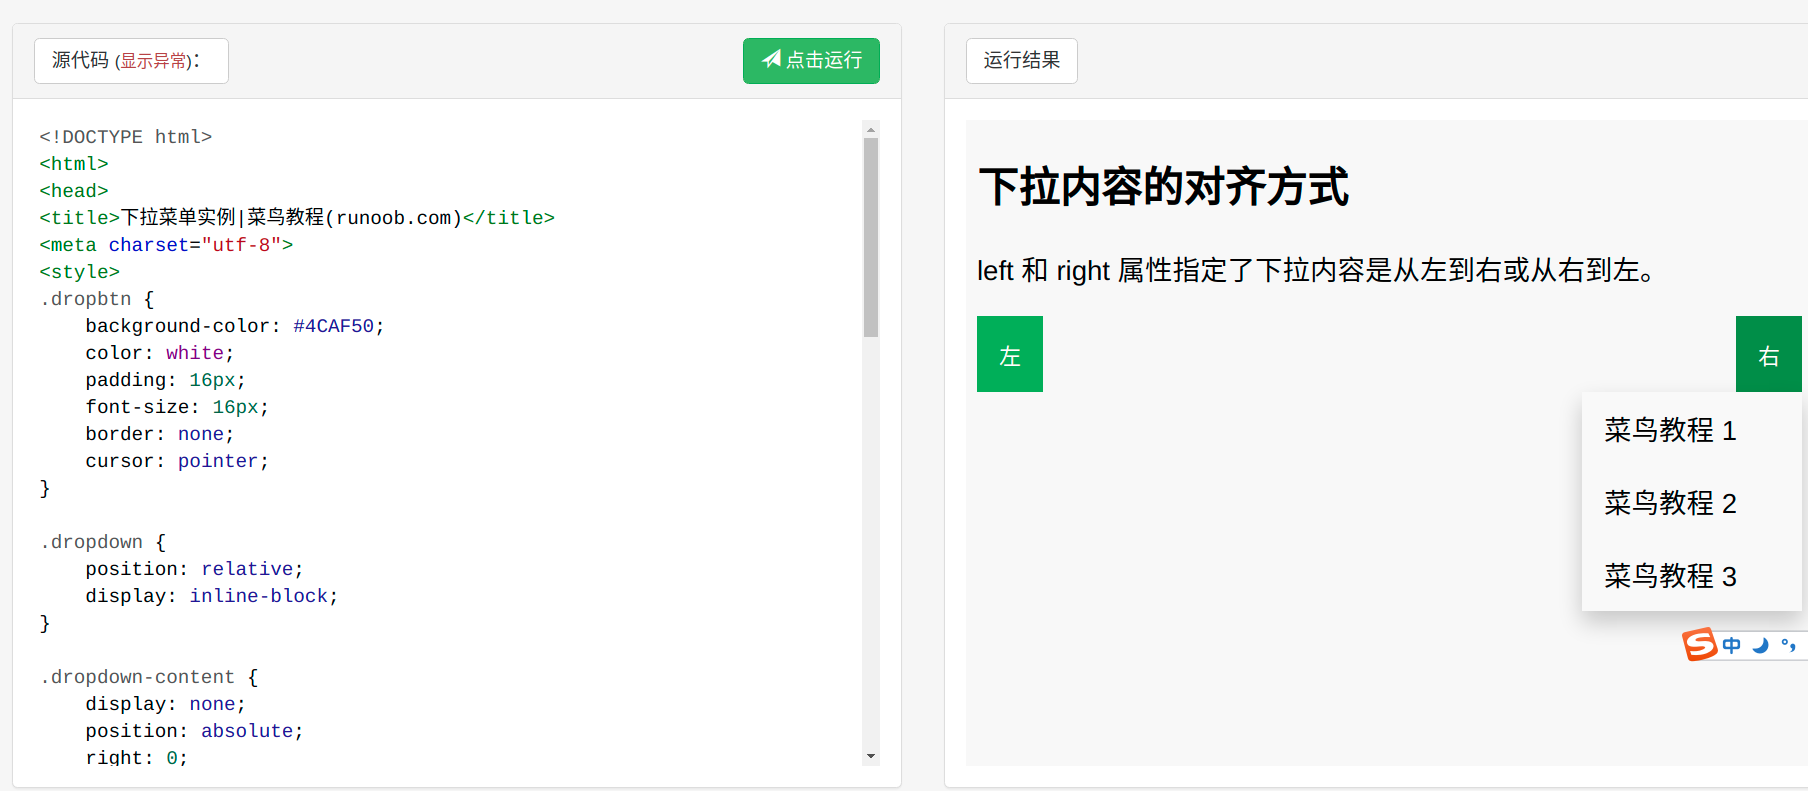 源代码 (显示异常)：
点击运行
<!DOCTYPE html>
<html>
<head>
<title>下拉菜单实例|菜鸟教程(runoob.com)</title>
<meta charset="utf-8">
<style>
.dropbtn {
    background-color: #4CAF50;
    color: white;
    padding: 16px;
    font-size: 16px;
    border: none;
    cursor: pointer;
}
.dropdown {
    position: relative;
    display: inline-block;
}
.dropdown-content {
    display: none;
    position: absolute;
    right: 0;
运行结果
下拉内容的对齐方式
left 和 right 属性指定了下拉内容是从左到右或从右到左。
左
右
菜鸟教程 1
菜鸟教程 2
菜鸟教程 3
S中°，